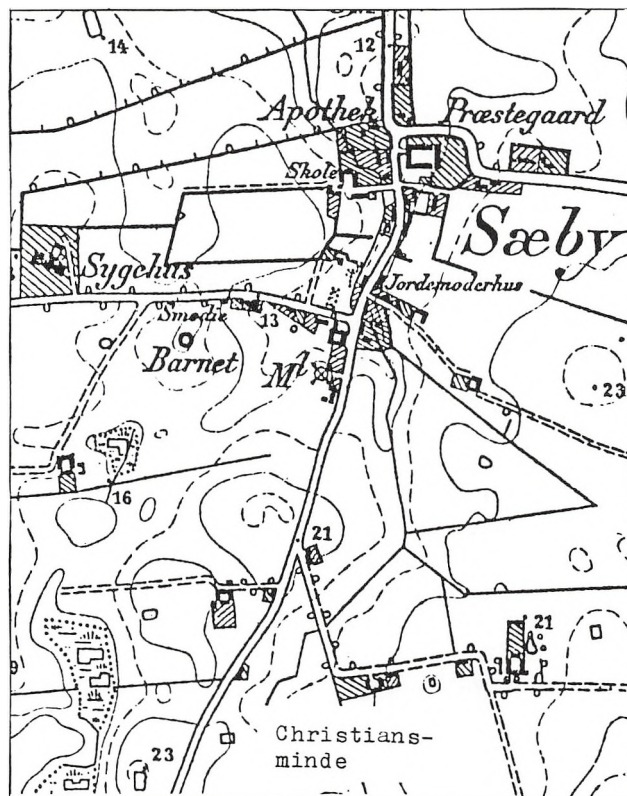 14
12
Apothek
Præstegaard
Skole
Sæby
Sygehus
Jordemoderhus
Smedie
13
Barnet
Ml
23
16
21
21
9
Christians-
minde
23